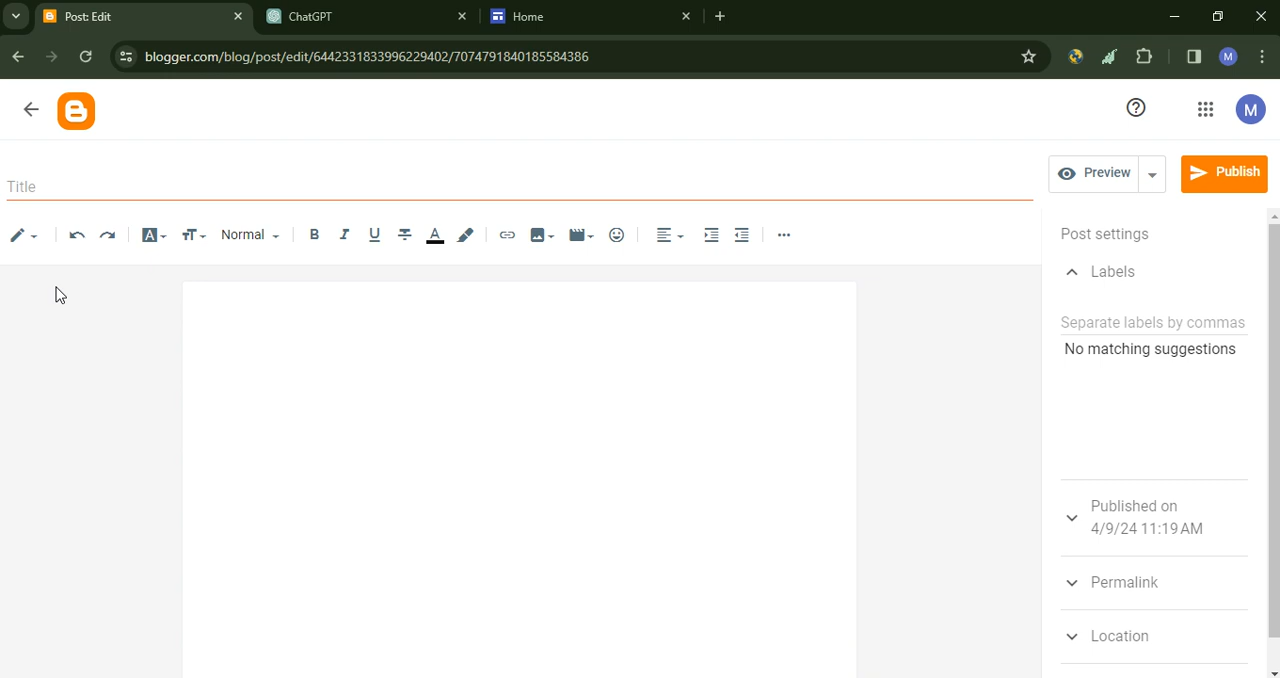 Post: Edit
ChatGPT
Home
blogger.com/blog/post/edit/6442331833996229402/7074791840185584386
M
M
Title
Preview
Publish
Normal
B
I
U
A
Post settings
Labels
Separate labels by commas
No matching suggestions
Published on
4/9/24 11:19 AM
Permalink
Location